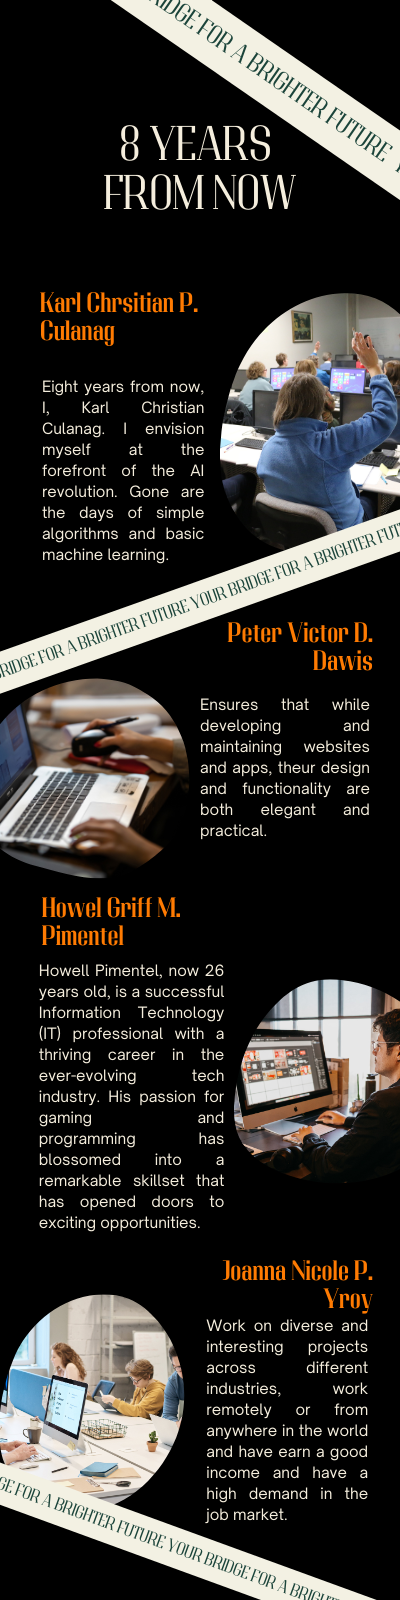 BRIDGE FOR A BRIGHTER FUTURE Y
8 YEARS
FROM NOW
Karl Chrsitian P.
Culanag
Eight years from now,
I, Karl Christian
Culanag. I envision
myself at the
forefront of the AI
revolution. Gone are
the days of simple
algorithms and basic
machine learning.
BRIDGE FOR A BRIGHTER FUTURE YOUR BRIDGE FOR A BRIGHTER FUT
Peter Victor D.
Dawis
Ensures that while
developing and
maintaining websites
and apps, theur design
and functionality are
both elegant and
practical.
Howel Griff M.
Pimentel
Howell Pimentel, now 26
years old, is a successful
Information Technology
(IT) professional with a
thriving career in the
ever-evolving tech
industry. His passion for
gaming and
programming has
blossomed into a
remarkable skillset that
has opened doors to
exciting opportunities.
Joanna Nicole P.
Yroy
Work on diverse and
interesting projects
across different
industries, work
remotely or from
anywhere in the world
and have earn a good
income and have a
high demand in the
job market.
GE FOR A BRIGHTER FUTURE YOUR BRIDGE FOR A BRIGHT